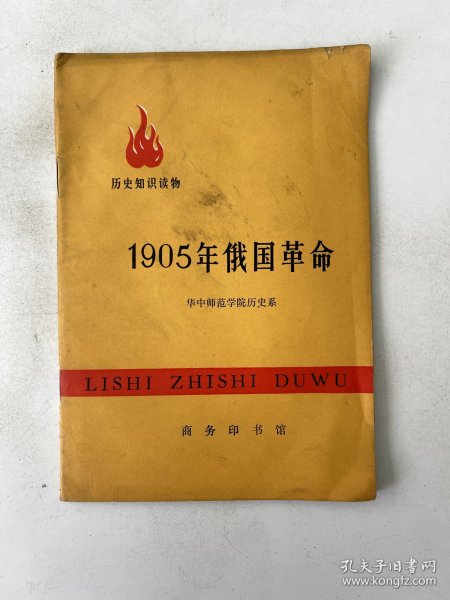 历史知识读物
1905年俄国革命
华中师范学院历史系
LISHI ZHISHI DUWU
商务印书馆
孔夫子旧书网
www.kongfz.com